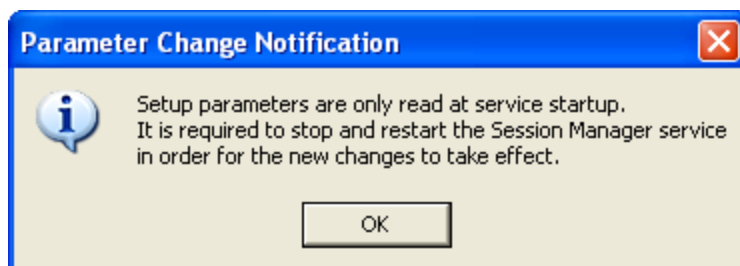 Parameter Change Notification
Setup parameters are only read at service startup.
It is required to stop and restart the Session Manager service
in order for the new changes to take effect.
OK